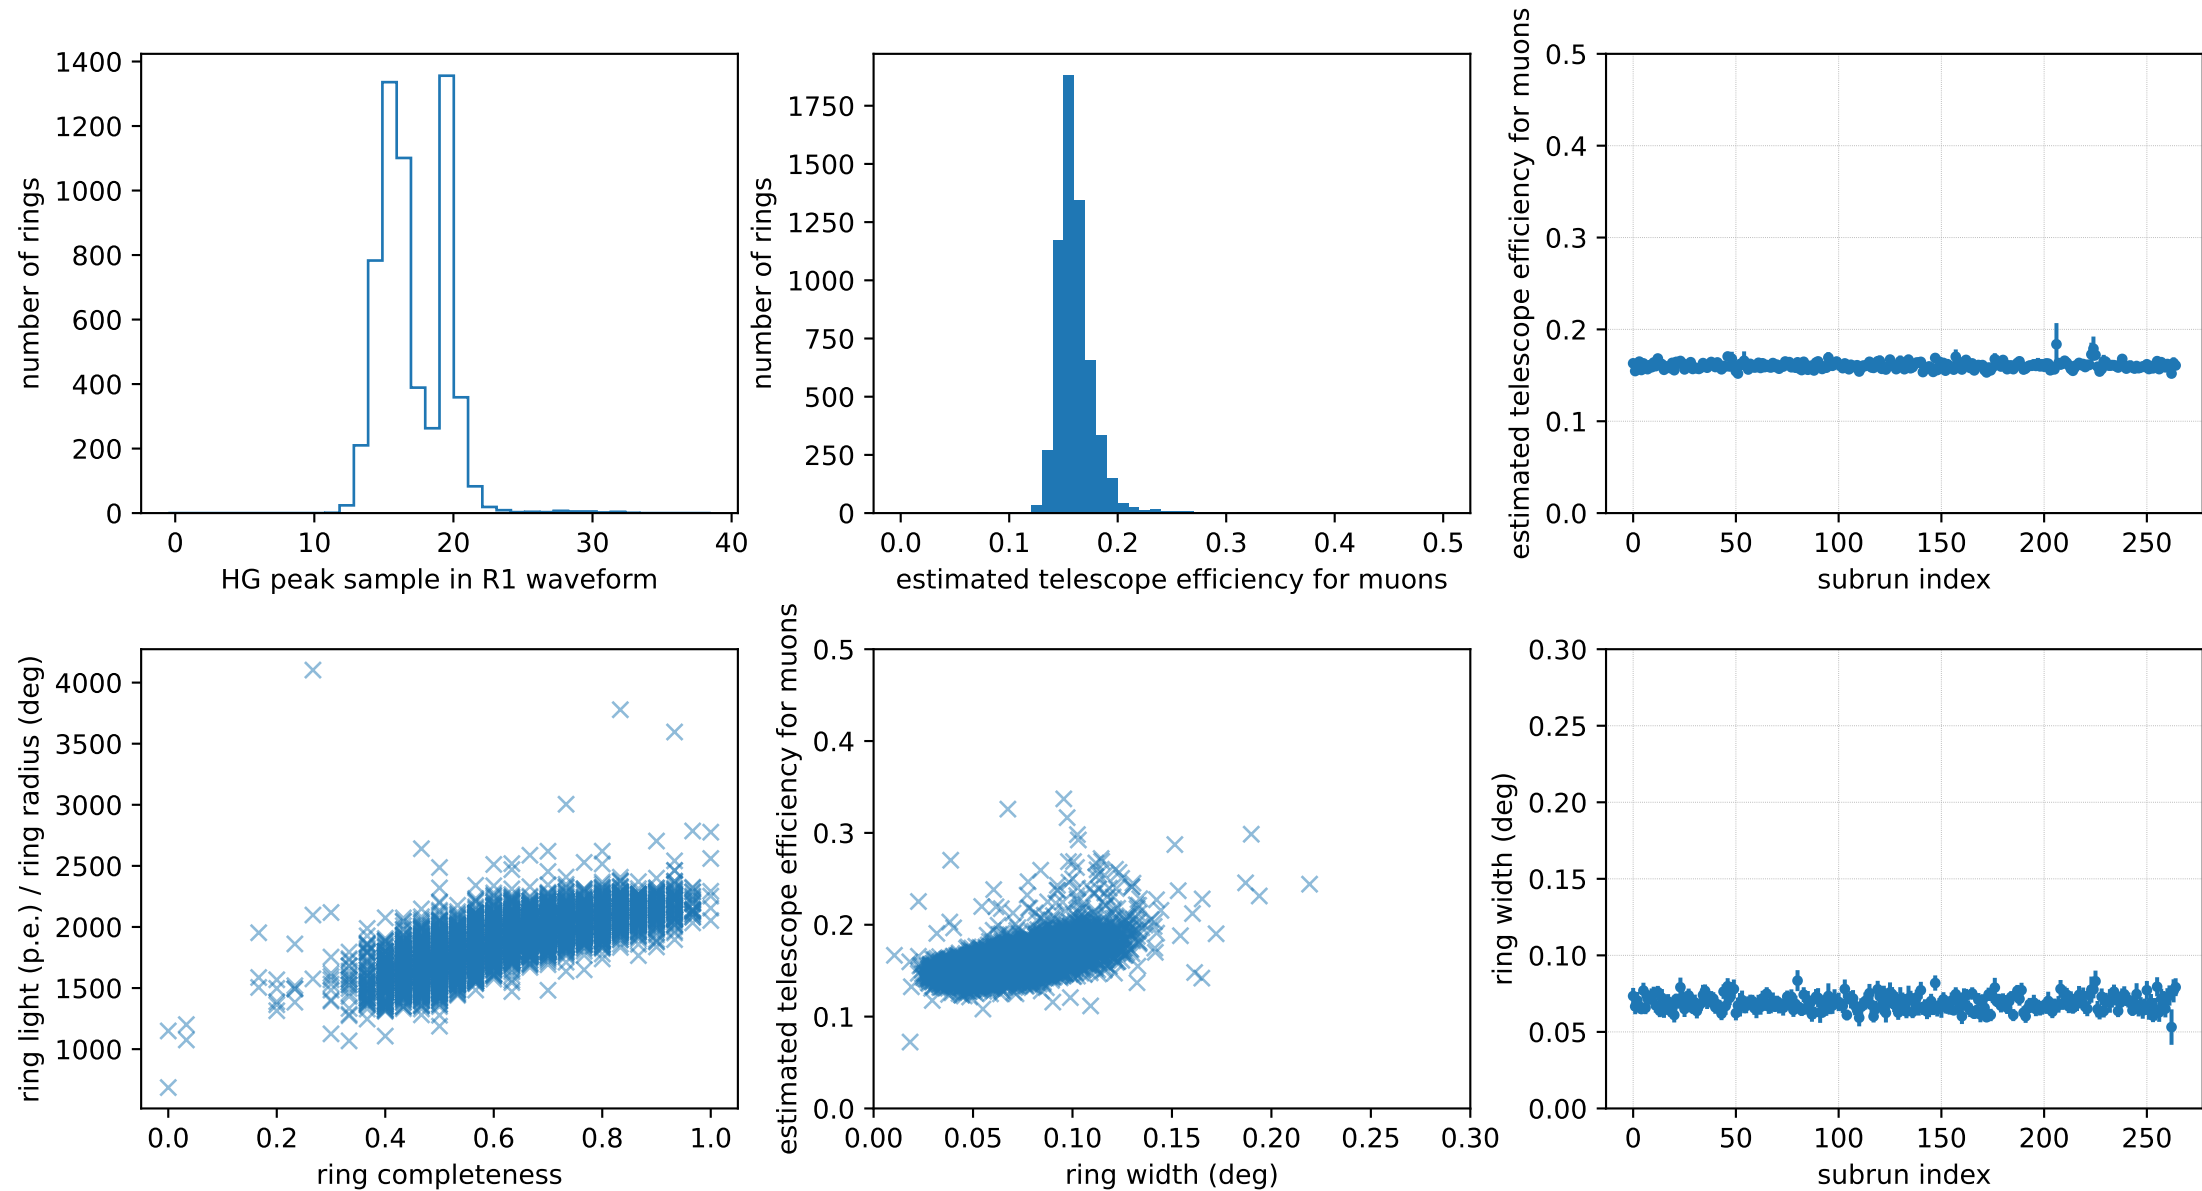 number of rings
1400
1200
1000
800
600
400
200
0
0 10 20 30 40
HG peak sample in R1 waveform
number of rings
1750
1500
1250
1000
750
500
250
0
0.0 0.1 0.2 0.3 0.4 0.5
estimated telescope efficiency for muons
estimated telescope efficiency for muons
0.5
0.4
0.3
0.2
0.1
0.0
0 50 100 150 200 250
subrun index
ring light (p.e.) / ring radius (deg)
4000
3500
3000
2500
2000
1500
1000
0.0 0.2 0.4 0.6 0.8 1.0
ring completeness
estimated telescope efficiency for muons
0.5
0.4
0.3
0.2
0.1
0.0
0.00 0.05 0.10 0.15 0.20 0.25 0.30
ring width (deg)
ring width (deg)
0.30
0.25
0.20
0.15
0.10
0.05
0.00
0 50 100 150 200 250
subrun index